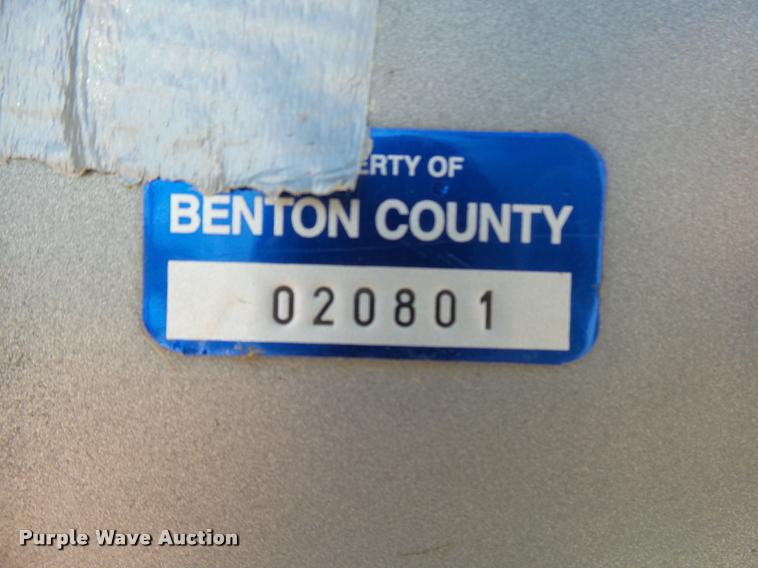 ERTY OF
BENTON COUNTY
020801
Purple Wave Auction